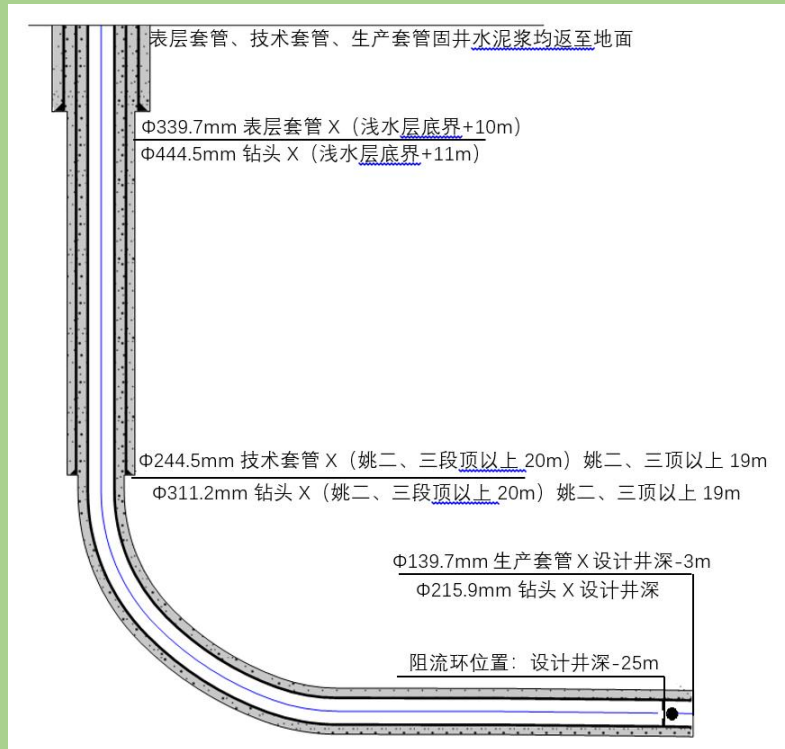 表层套管、技术套管、生产套管固井水泥浆均返至地面
Φ339.7mm 表层套管 X（浅水层底界+10m）
Φ444.5mm 钻头 X（浅水层底界+11m）
Φ244.5mm 技术套管 X（姚二、三段顶以上 20m）姚二、三顶以上 19m
Φ311.2mm 钻头 X（姚二、三段顶以上 20m）姚二、三顶以上 19m
Φ139.7mm 生产套管 X 设计井深-3m
Φ215.9mm 钻头 X 设计井深
阻流环位置：设计井深-25m